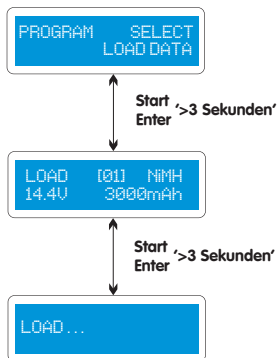 PROGRAM SELECT
LOAD DATA
Start
Enter
‘>3 Sekunden’
LOAD [01] NiMH
14.4V 3000mAh
Start
Enter
‘>3 Sekunden’
LOAD...